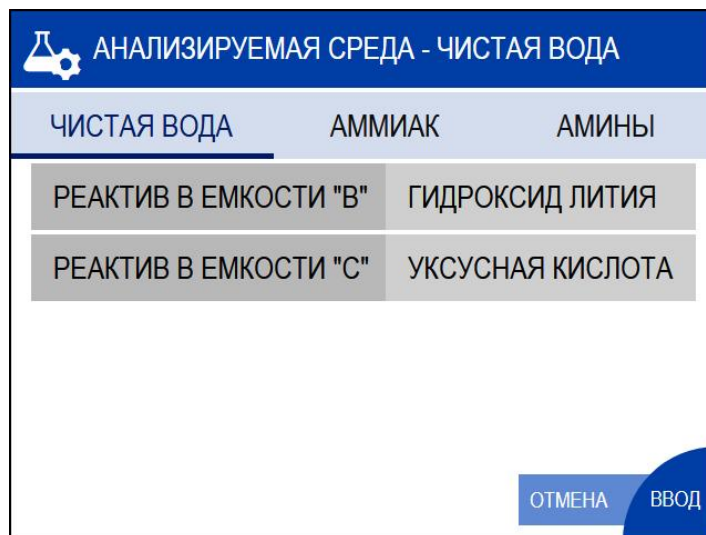 АНАЛИЗИРУЕМАЯ СРЕДА - ЧИСТАЯ ВОДА
ЧИСТАЯ ВОДА АММИАК АМИНЫ
РЕАКТИВ В ЕМКОСТИ "В" ГИДРОКСИД ЛИТИЯ
РЕАКТИВ В ЕМКОСТИ "С" УКСУСНАЯ КИСЛОТА
ОТМЕНА ВВОД